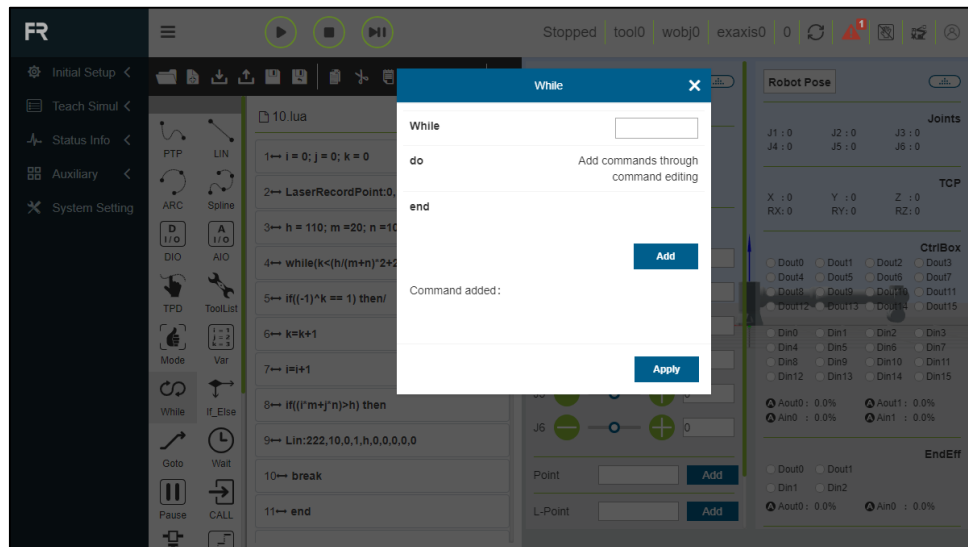 FR
Stopped tool0 wobj0 exaxis0 0 1
Initial Setup
Teach Simul
Status Info
Auxiliary
System Setting
PTP LIN
ARC Spline
D I/O A I/O
DIO AIO
TPD ToolList
i = 1
j = 2
k = 3
Mode Var
While If_Else
Goto Wait
Pause CALL
10.lua
1 i = 0; j = 0; k = 0
2 LaserRecordPoint:0,
3 h = 110; m =20; n =10
4 while(k<(h/(m+n)*2+2
5 if((-1)^k == 1) then/
6 k=k+1
7 i=i+1
8 if((i*m+j*n)>h) then
9 Lin:222,10,0,1,h,0,0,0,0,0
10 break
11 end
While
While
do Add commands through
command editing
end
Add
Command added:
Apply
J6 0
Point Add
L-Point Add
Robot Pose
Joints
J1 : 0 J2 : 0 J3 : 0
J4 : 0 J5 : 0 J6 : 0
TCP
X : 0 Y : 0 Z : 0
RX: 0 RY: 0 RZ: 0
CtrlBox
Dout0 Dout1 Dout2 Dout3
Dout4 Dout5 Dout6 Dout7
Dout8 Dout9 Dout10 Dout11
Dout12 Dout13 Dout14 Dout15
Din0 Din1 Din2 Din3
Din4 Din5 Din6 Din7
Din8 Din9 Din10 Din11
Din12 Din13 Din14 Din15
A Aout0 : 0.0% A Aout1 : 0.0%
A Ain0 : 0.0% A Ain1 : 0.0%
EndEff
Dout0 Dout1
Din1 Din2
A Aout0 : 0.0% A Ain0 : 0.0%